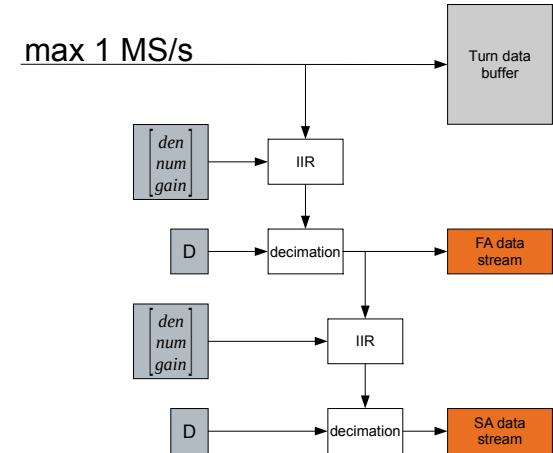 max 1 MS/s
Turn data
buffer
den
num
gain
IIR
D
decimation
FA data
stream
den
num
gain
IIR
D
decimation
SA data
stream